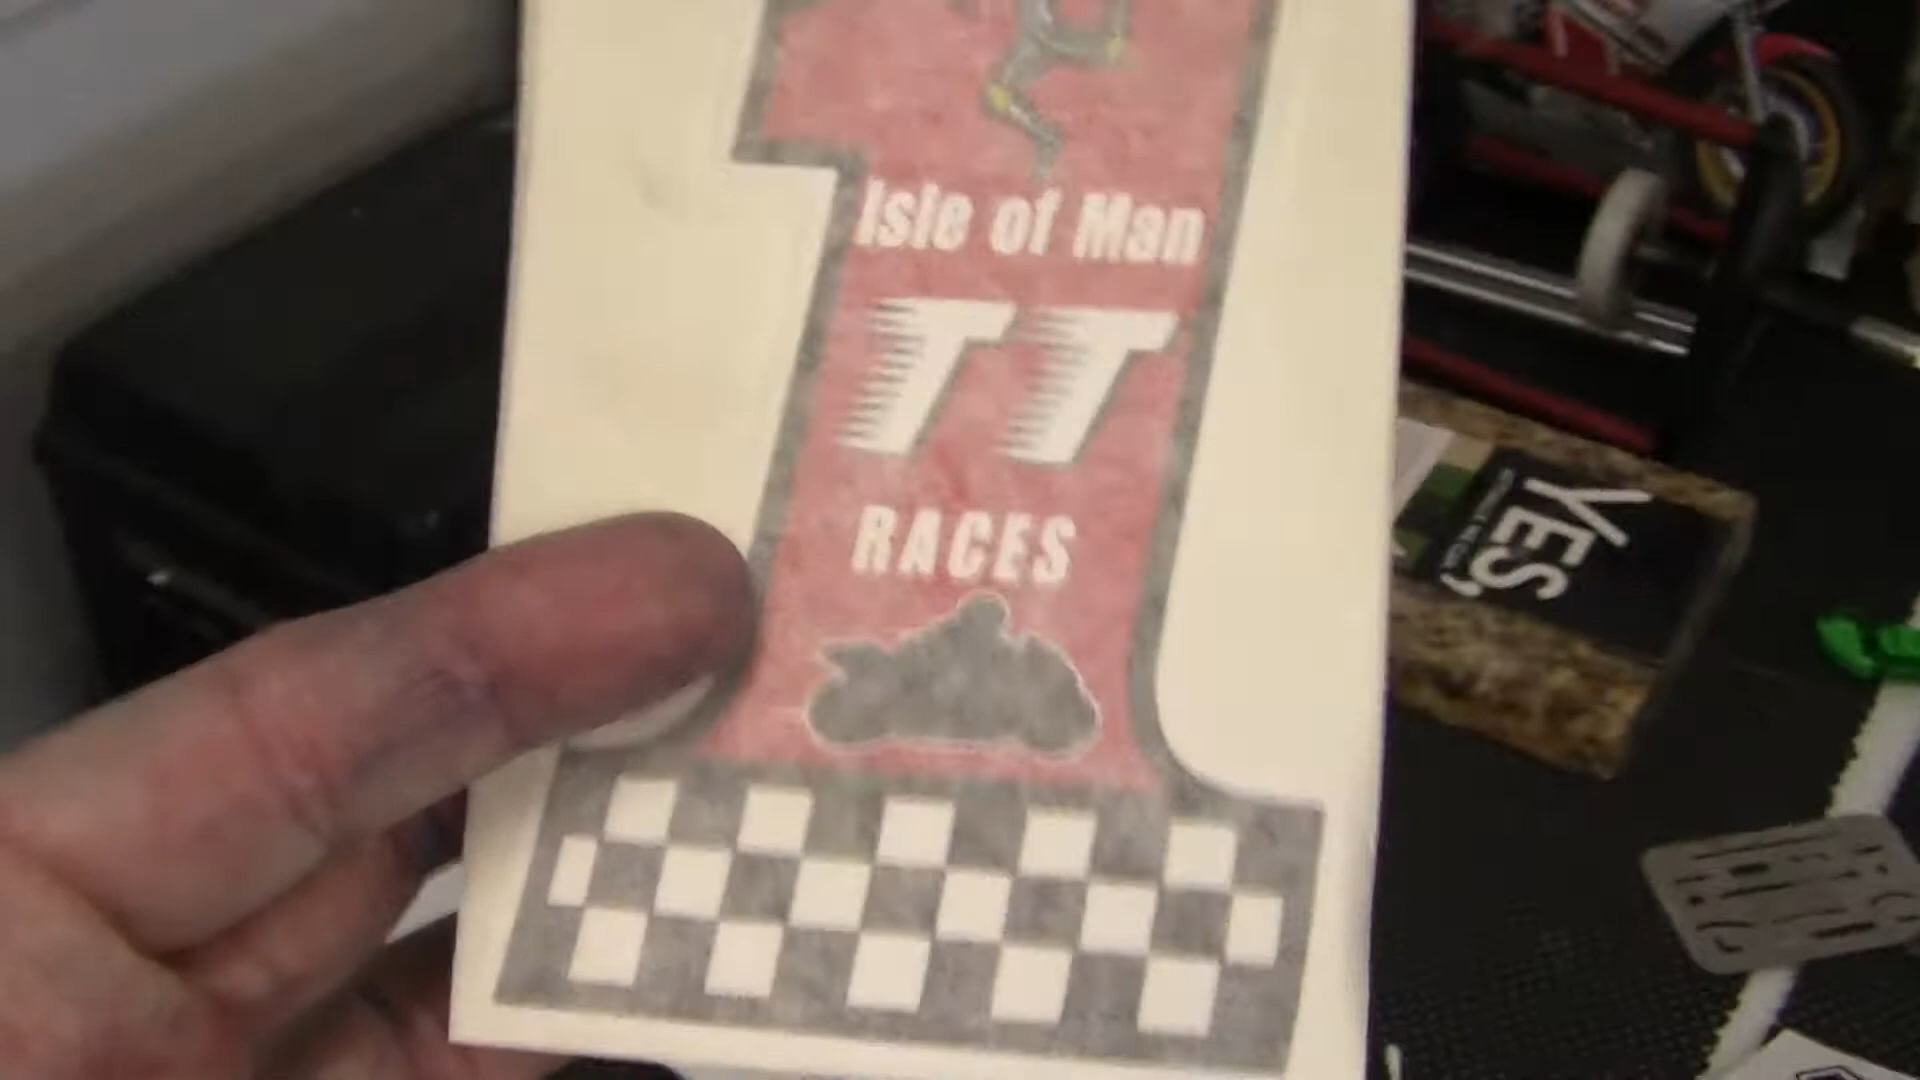 Isle of Man
TT
RACES
YES,